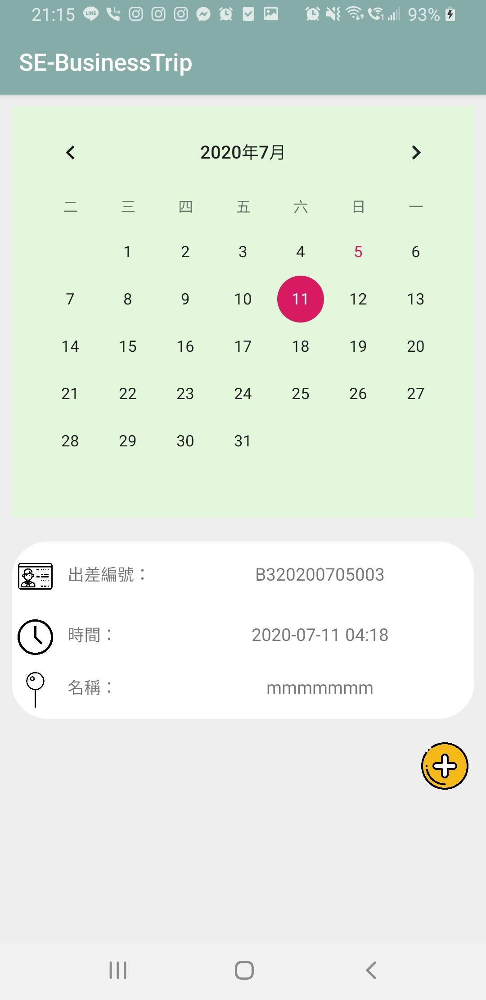 21:15 LINE 93%
SE-BusinessTrip
2020年7月
二 三 四 五 六 日 一
1 2 3 4 5 6
7 8 9 10 11 12 13
14 15 16 17 18 19 20
21 22 23 24 25 26 27
28 29 30 31
出差編號： B320200705003
時間： 2020-07-11 04:18
名稱： mmmmmmm